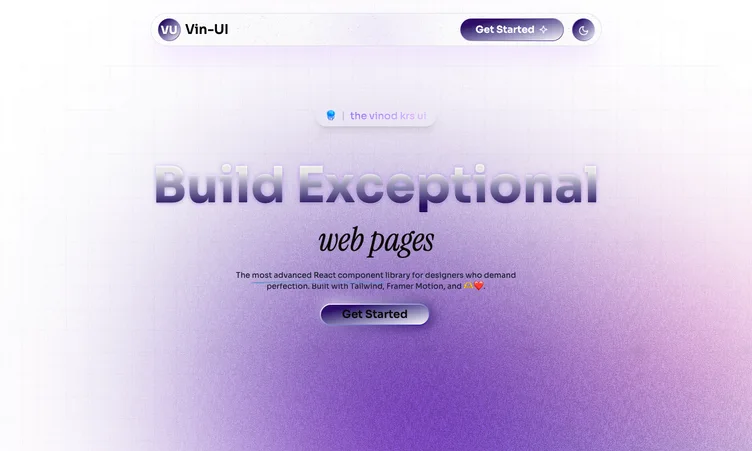 VU Vin-UI
Get Started
| the vinod krs ui
Build Exceptional
web pages
The most advanced React component library for designers who demand
perfection. Built with Tailwind, Framer Motion, and 🫶❤️.
Get Started